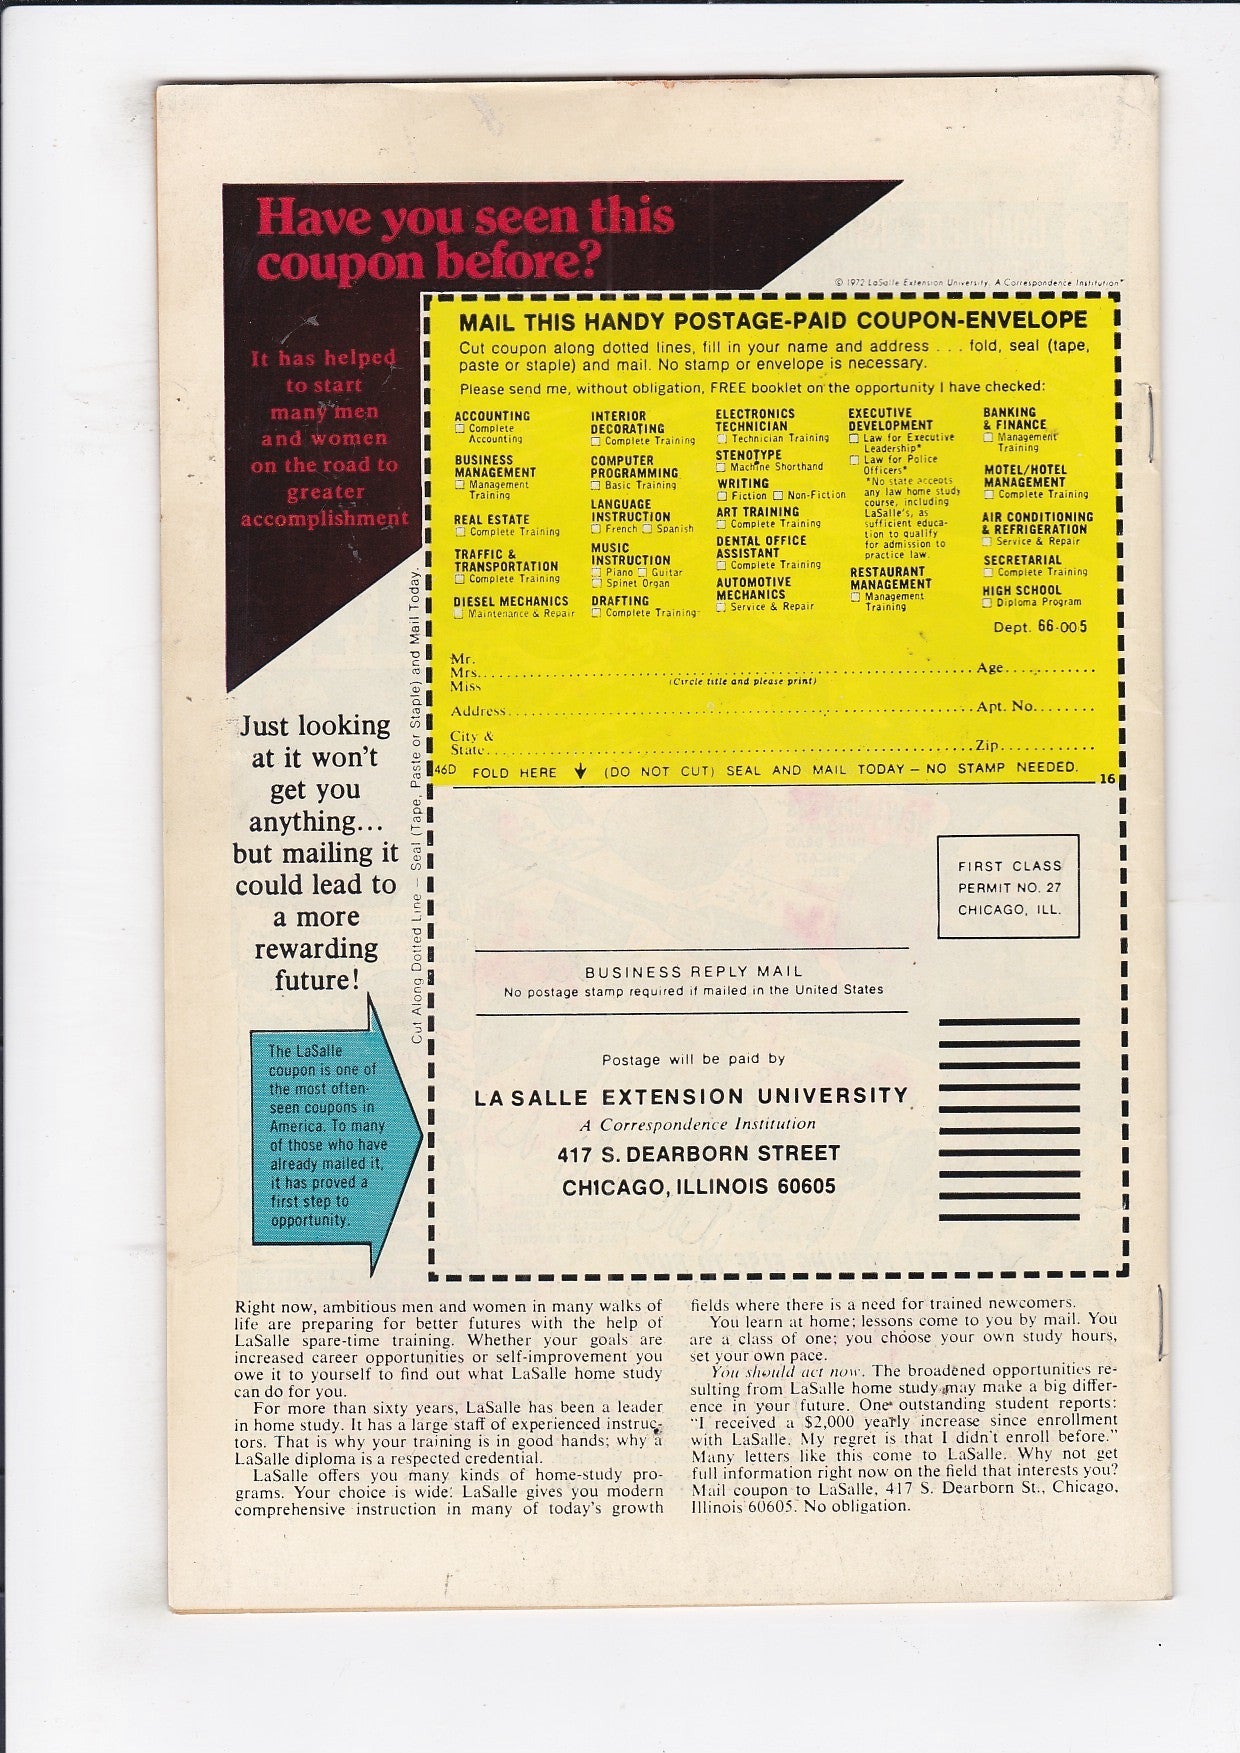 Have you seen this
coupon before?
It has helped
to start
many men
and women
on the road to
greater
accomplishment
© 1972 LaSalle Extension University, A Correspondence Institution
MAIL THIS HANDY POSTAGE-PAID COUPON-ENVELOPE
Cut coupon along dotted lines, fill in your name and address . . . fold, seal (tape,
paste or staple) and mail. No stamp or envelope is necessary.
Please send me, without obligation, FREE booklet on the opportunity I have checked:
ACCOUNTING
☐ Complete
Accounting
BUSINESS
MANAGEMENT
☐ Management
Training
REAL ESTATE
☐ Complete Training
TRAFFIC &
TRANSPORTATION
☐ Complete Training
DIESEL MECHANICS
☐ Maintenance & Repair
INTERIOR
DECORATING
☐ Complete Training
COMPUTER
PROGRAMMING
☐ Basic Training
LANGUAGE
INSTRUCTION
☐ French ☐ Spanish
MUSIC
INSTRUCTION
☐ Piano ☐ Guitar
☐ Spinet Organ
DRAFTING
☐ Complete Training
ELECTRONICS
TECHNICIAN
☐ Technician Training
STENOTYPE
☐ Machine Shorthand
WRITING
☐ Fiction ☐ Non-Fiction
ART TRAINING
☐ Complete Training
DENTAL OFFICE
ASSISTANT
☐ Complete Training
AUTOMOTIVE
MECHANICS
☐ Service & Repair
EXECUTIVE
DEVELOPMENT
☐ Law for Executive
Leadership*
☐ Law for Police
Officers*
*No state accepts
any law home study
course, including
LaSalle's, as
sufficient educa-
tion to qualify
for admission to
practice law.
RESTAURANT
MANAGEMENT
☐ Management
Training
BANKING
& FINANCE
☐ Management
Training
MOTEL/HOTEL
MANAGEMENT
☐ Complete Training
AIR CONDITIONING
& REFRIGERATION
☐ Service & Repair
SECRETARIAL
☐ Complete Training
HIGH SCHOOL
☐ Diploma Program
Dept. 66-005
Mr.
Mrs. Age
Miss (Circle title and please print)
Address Apt. No.
City &
State Zip
46D FOLD HERE ↓ (DO NOT CUT) SEAL AND MAIL TODAY – NO STAMP NEEDED.
16
Cut Along Dotted Line – Seal (Tape, Paste or Staple) and Mail Today.
Just looking
at it won't
get you
anything...
but mailing it
could lead to
a more
rewarding
future!
The LaSalle
coupon is one of
the most often-
seen coupons in
America. To many
of those who have
already mailed it,
it has proved a
first step to
opportunity.
FIRST CLASS
PERMIT NO. 27
CHICAGO, ILL.
BUSINESS REPLY MAIL
No postage stamp required if mailed in the United States
Postage will be paid by
LA SALLE EXTENSION UNIVERSITY
A Correspondence Institution
417 S. DEARBORN STREET
CHICAGO, ILLINOIS 60605
Right now, ambitious men and women in many walks of
life are preparing for better futures with the help of
LaSalle spare-time training. Whether your goals are
increased career opportunities or self-improvement you
owe it to yourself to find out what LaSalle home study
can do for you.
For more than sixty years, LaSalle has been a leader
in home study. It has a large staff of experienced instruc-
tors. That is why your training is in good hands; why a
LaSalle diploma is a respected credential.
LaSalle offers you many kinds of home-study pro-
grams. Your choice is wide: LaSalle gives you modern
comprehensive instruction in many of today's growth
fields where there is a need for trained newcomers.
You learn at home; lessons come to you by mail. You
are a class of one; you choose your own study hours,
set your own pace.
You should act now. The broadened opportunities re-
sulting from LaSalle home study may make a big differ-
ence in your future. One outstanding student reports:
"I received a $2,000 yearly increase since enrollment
with LaSalle. My regret is that I didn't enroll before."
Many letters like this come to LaSalle. Why not get
full information right now on the field that interests you?
Mail coupon to LaSalle, 417 S. Dearborn St., Chicago,
Illinois 60605. No obligation.